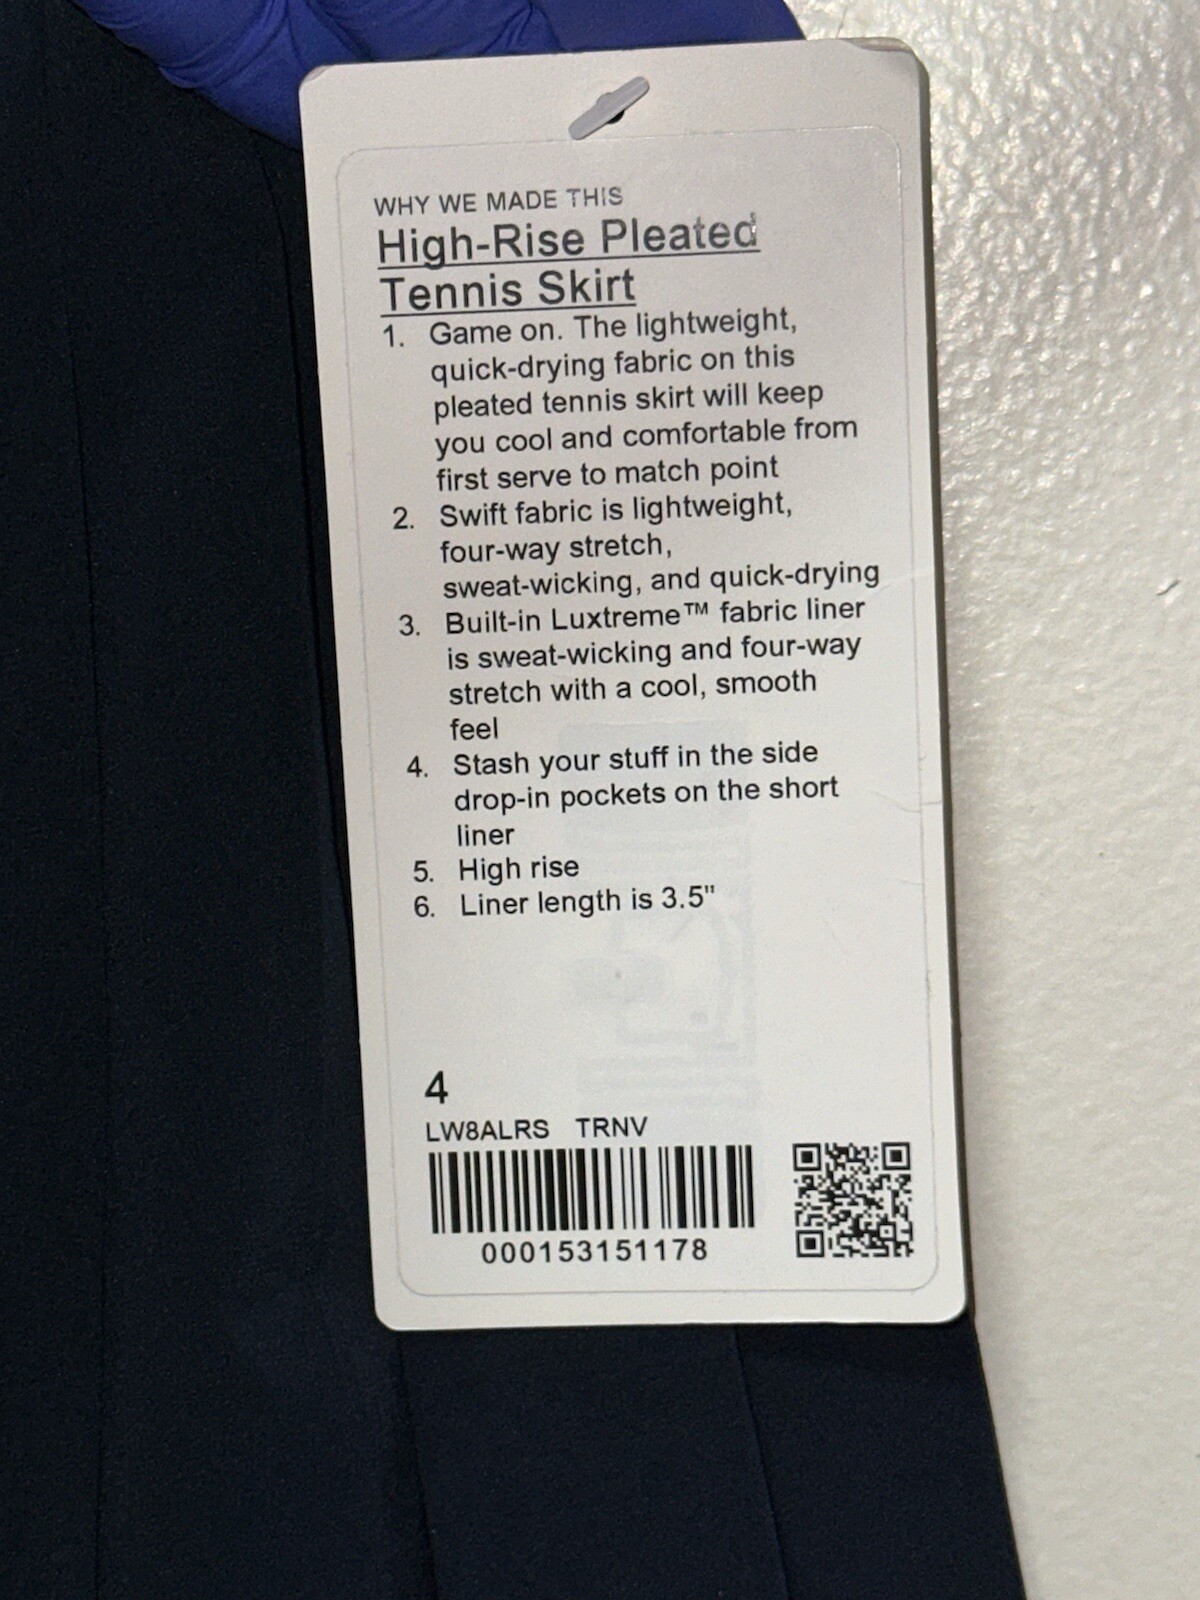 WHY WE MADE THIS
High-Rise Pleated
Tennis Skirt
1. Game on. The lightweight,
quick-drying fabric on this
pleated tennis skirt will keep
you cool and comfortable from
first serve to match point
2. Swift fabric is lightweight,
four-way stretch,
sweat-wicking, and quick-drying
3. Built-in Luxtreme™ fabric liner
is sweat-wicking and four-way
stretch with a cool, smooth
feel
4. Stash your stuff in the side
drop-in pockets on the short
liner
5. High rise
6. Liner length is 3.5"
4
LW8ALRS TRNV
000153151178